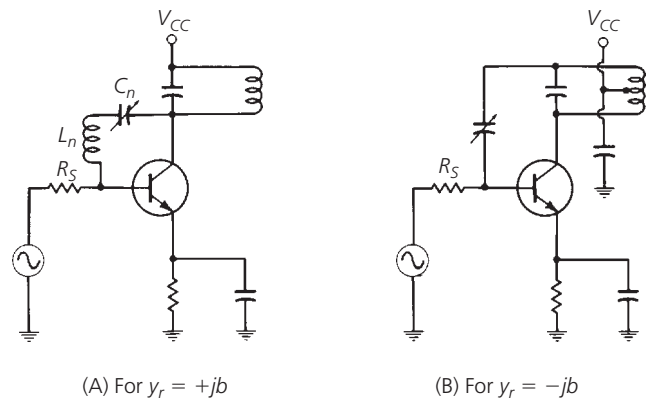 V_CC
C_n
L_n
R_S
(A) For y_r = +jb
V_CC
R_S
(B) For y_r = −jb